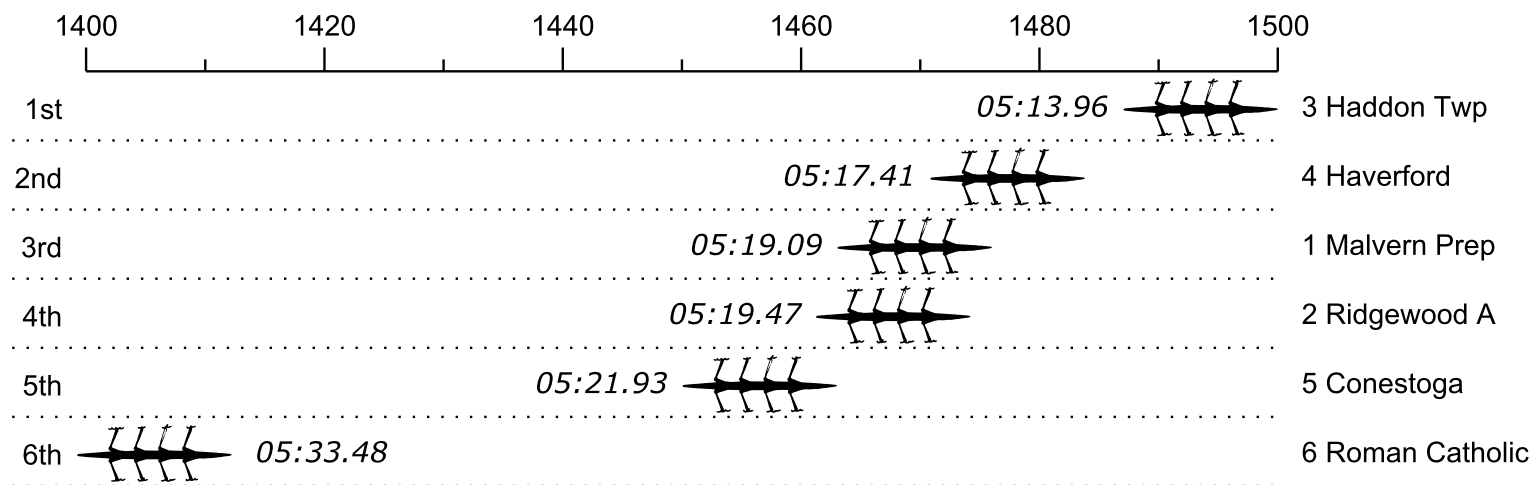 1400 1420 1440 1460 1480 1500
1st 05:13.96 3 Haddon Twp
2nd 05:17.41 4 Haverford
3rd 05:19.09 1 Malvern Prep
4th 05:19.47 2 Ridgewood A
5th 05:21.93 5 Conestoga
6th 05:33.48 6 Roman Catholic